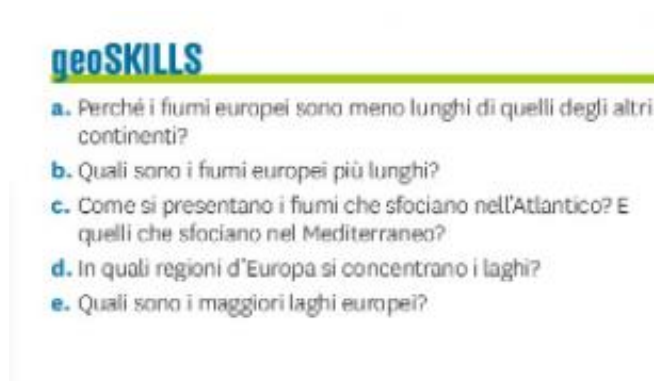 geoSKILLS
a. Perché i fiumi europei sono meno lunghi di quelli degli altri
continenti?
b. Quali sono i fiumi europei più lunghi?
c. Come si presentano i fiumi che sfociano nell'Atlantico? E
quelli che sfociano nel Mediterraneo?
d. In quali regioni d'Europa si concentrano i laghi?
e. Quali sono i maggiori laghi europei?